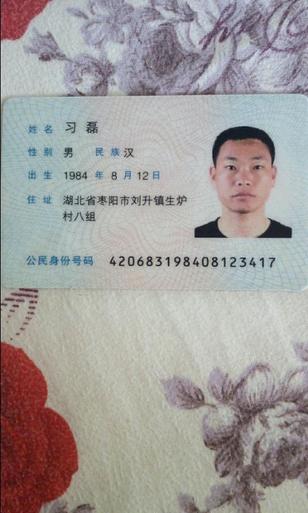 姓名 习磊
性别 男 民族 汉
出生 1984 年 8 月 12 日
住址 湖北省枣阳市刘升镇生炉
村八组
公民身份号码 420683198408123417